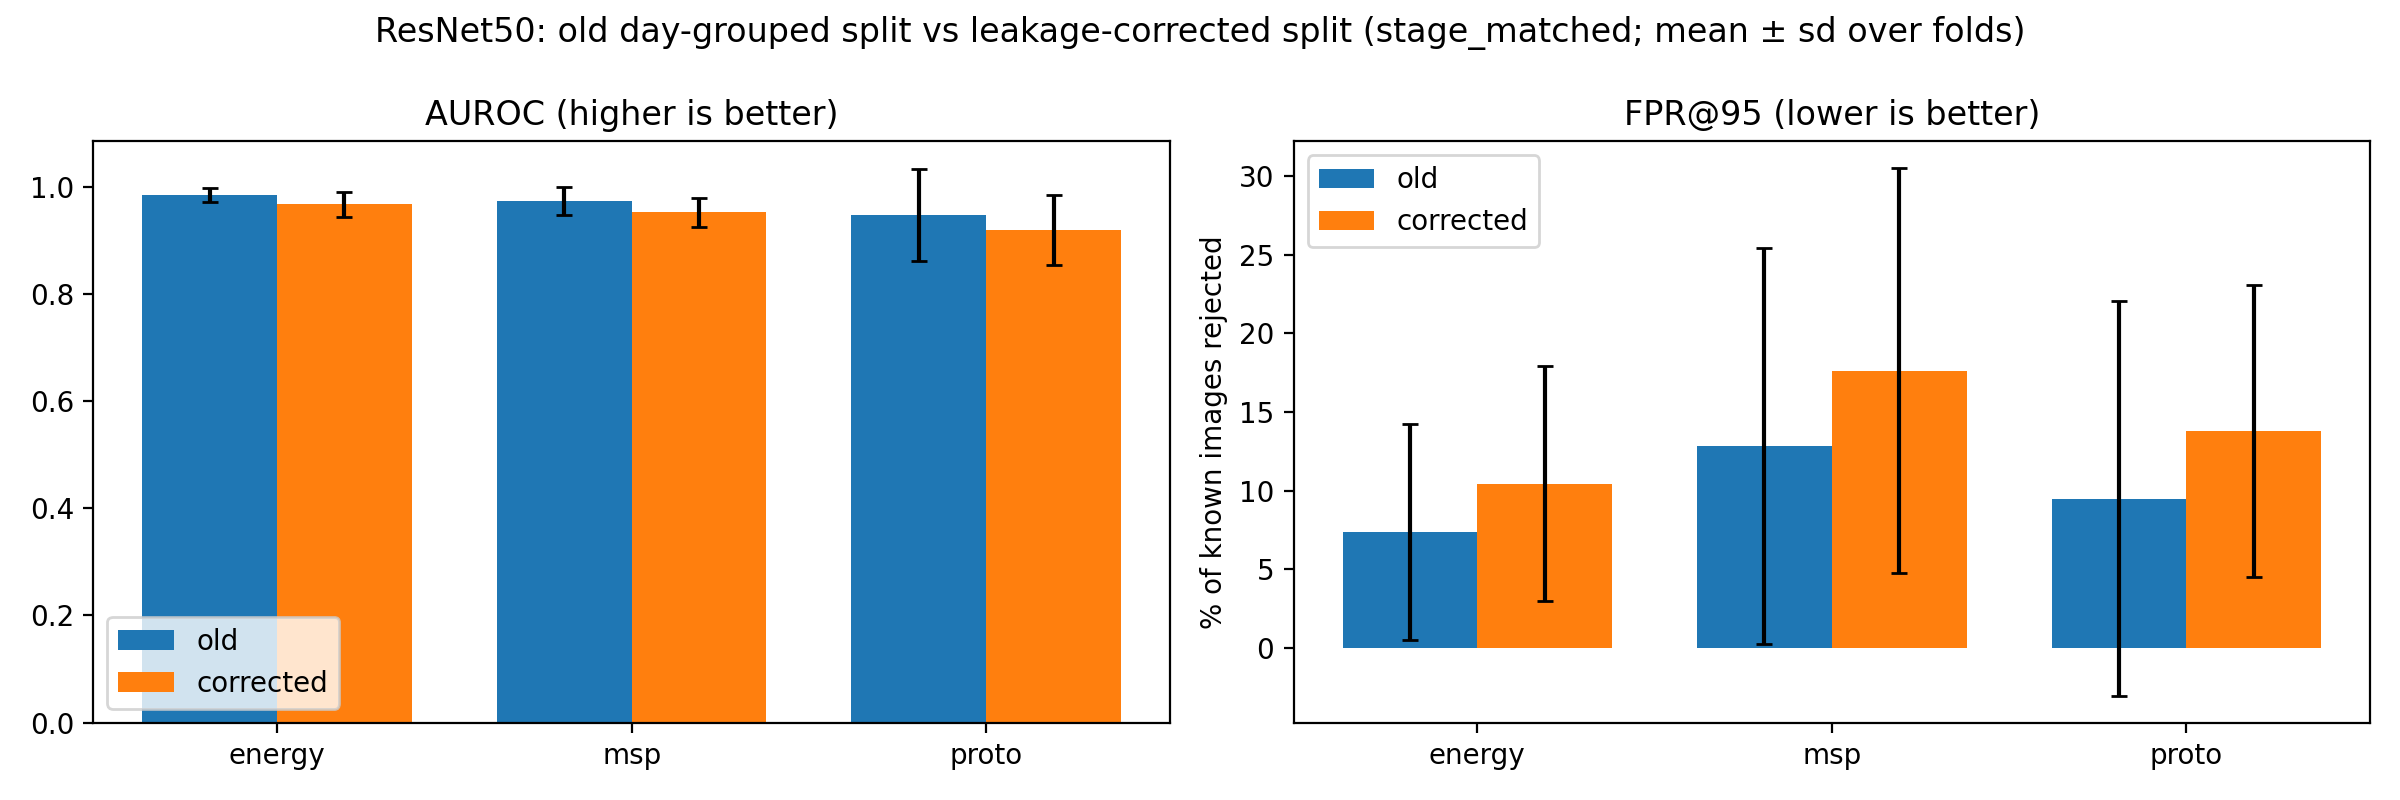 ResNet50: old day-grouped split vs leakage-corrected split (stage_matched; mean ± sd over folds)
AUROC (higher is better)
1.0
0.8
0.6
0.4
0.2
0.0
old
corrected
energy
msp
proto
FPR@95 (lower is better)
% of known images rejected
30
25
20
15
10
5
0
old
corrected
energy
msp
proto